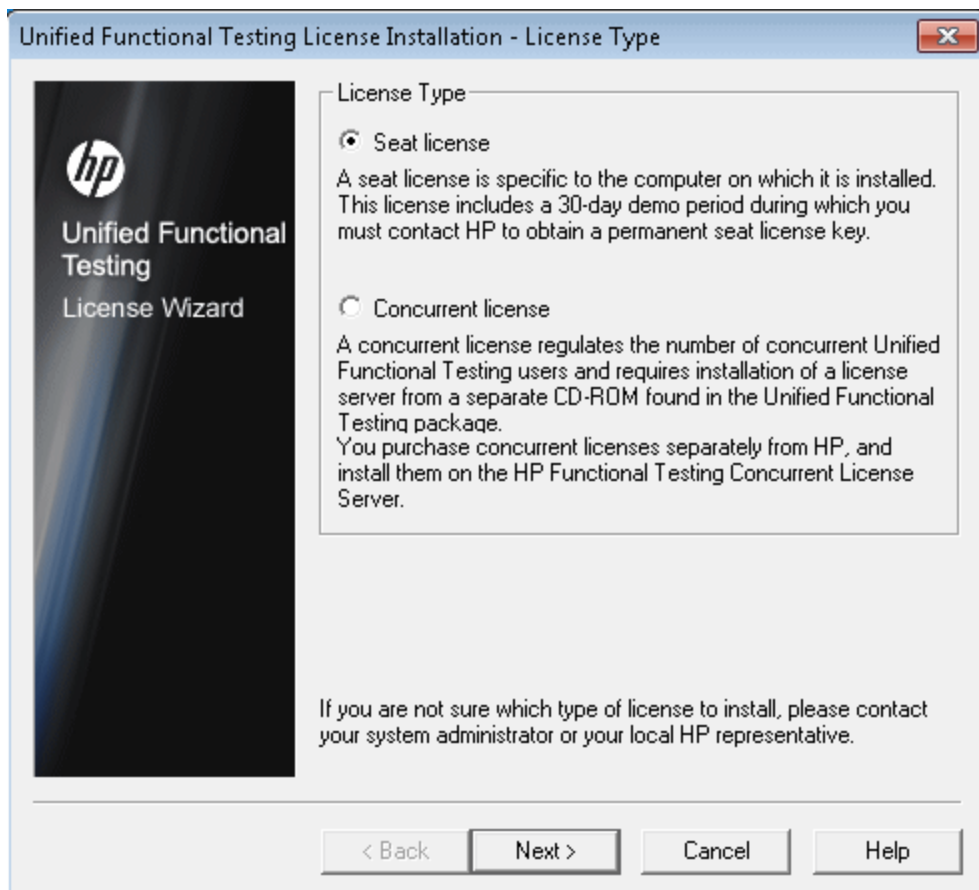 Unified Functional Testing License Installation - License Type
hp
Unified Functional
Testing
License Wizard
License Type
Seat license
A seat license is specific to the computer on which it is installed.
This license includes a 30-day demo period during which you
must contact HP to obtain a permanent seat license key.
Concurrent license
A concurrent license regulates the number of concurrent Unified
Functional Testing users and requires installation of a license
server from a separate CD-ROM found in the Unified Functional
Testing package.
You purchase concurrent licenses separately from HP, and
install them on the HP Functional Testing Concurrent License
Server.
If you are not sure which type of license to install, please contact
your system administrator or your local HP representative.
< Back Next > Cancel Help